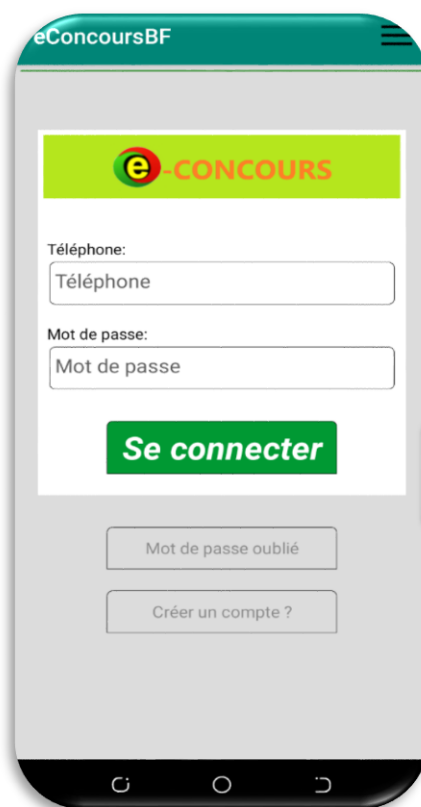 eConcoursBF
e-CONCOURS
Téléphone:
Téléphone
Mot de passe:
Mot de passe
Se connecter
Mot de passe oublié
Créer un compte ?